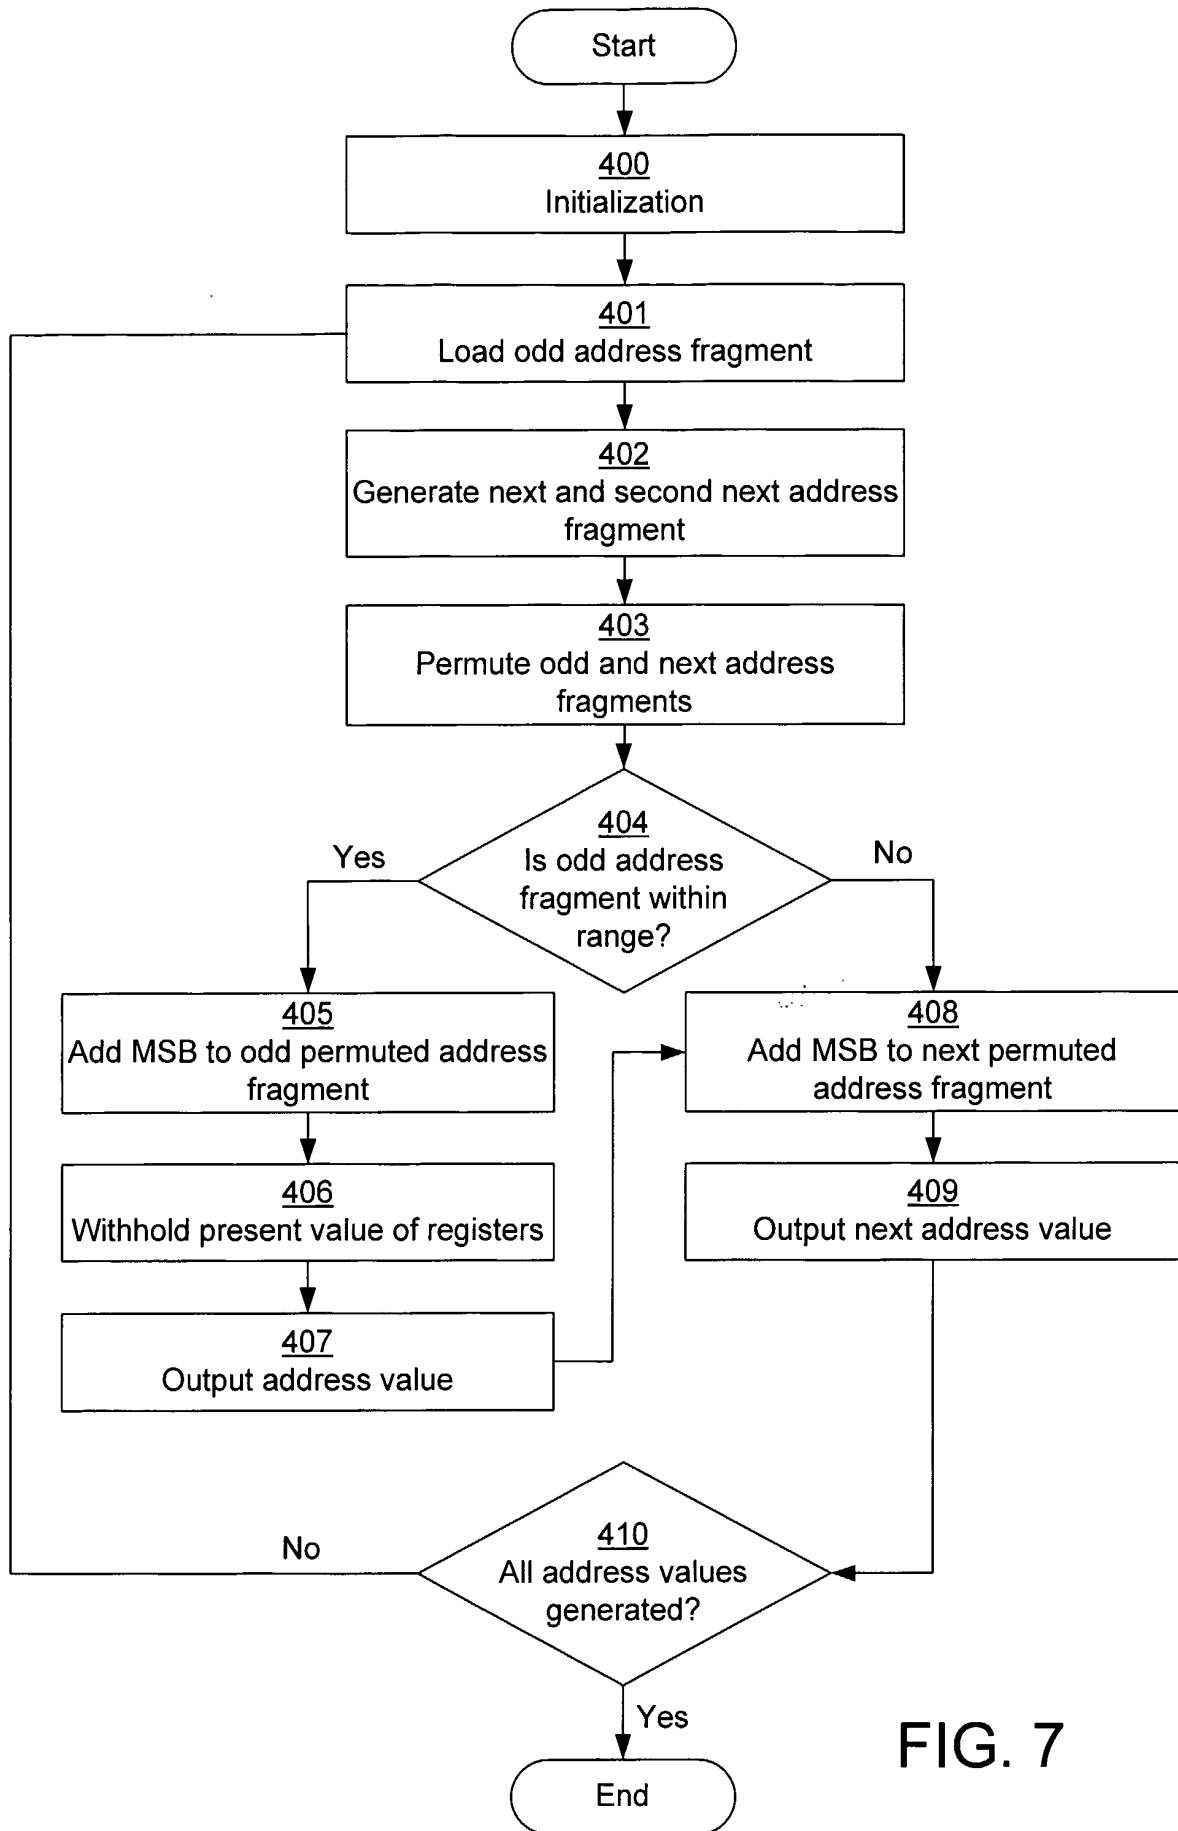 Start
400
Initialization
401
Load odd address fragment
402
Generate next and second next address
fragment
403
Permute odd and next address
fragments
404
Is odd address
fragment within
range?
Yes
No
405
Add MSB to odd permuted address
fragment
406
Withhold present value of registers
407
Output address value
408
Add MSB to next permuted
address fragment
409
Output next address value
410
All address values
generated?
No
Yes
End
FIG. 7